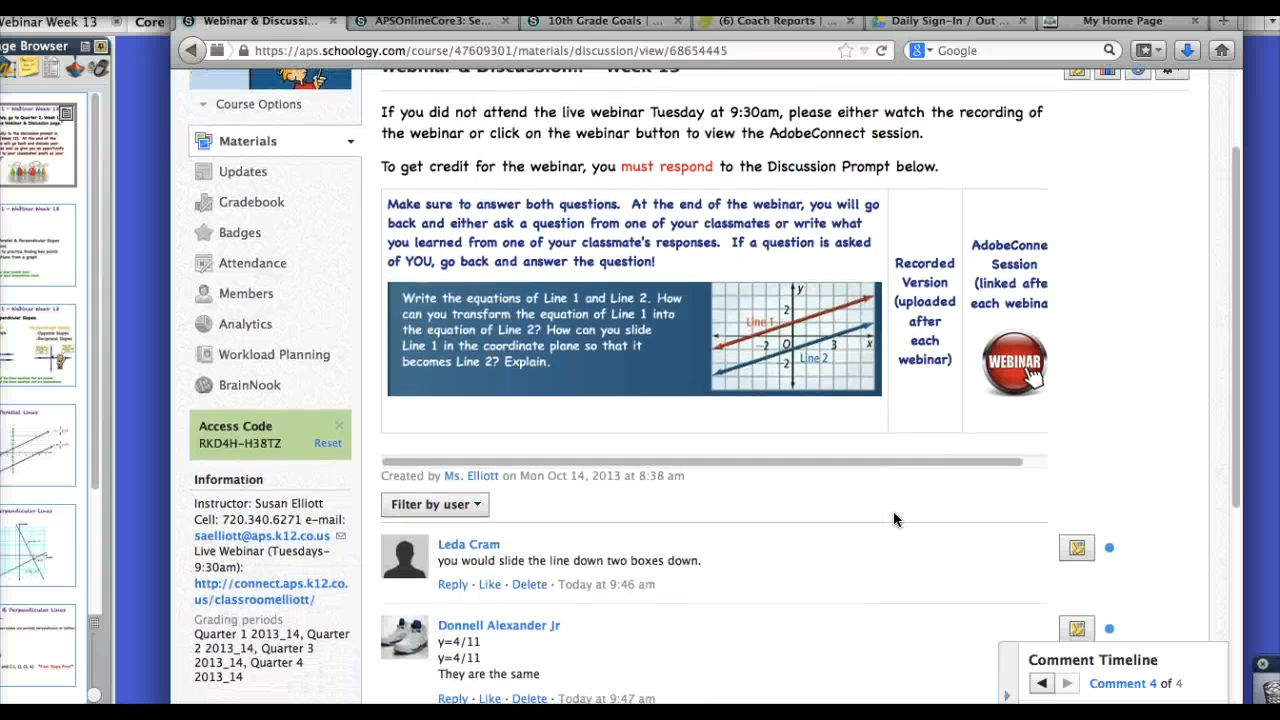 Webinar Week 13
Core
Webinar & Discussi...
APSOnlineCore3: Se...
10th Grade Goals | ...
(6) Coach Reports | ...
Daily Sign-In / Out ...
My Home Page
age Browser
https://aps.schoology.com/course/47609301/materials/discussion/view/68654445
Google
Course Options
Materials
Updates
Gradebook
Badges
Attendance
Members
Analytics
Workload Planning
BrainNook
Access Code
RKD4H-H38TZ
Reset
Information
Instructor: Susan Elliott
Cell: 720.340.6271 e-mail:
saelliott@aps.k12.co.us
Live Webinar (Tuesdays-
9:30am):
http://connect.aps.k12.co.
us/classroomelliott/
Grading periods
Quarter 1 2013_14, Quarter
2 2013_14, Quarter 3
2013_14, Quarter 4
2013_14
If you did not attend the live webinar Tuesday at 9:30am, please either watch the recording of
the webinar or click on the webinar button to view the AdobeConnect session.
To get credit for the webinar, you must respond to the Discussion Prompt below.
Make sure to answer both questions. At the end of the webinar, you will go
back and either ask a question from one of your classmates or write what
you learned from one of your classmate's responses. If a question is asked
of YOU, go back and answer the question!
Write the equations of Line 1 and Line 2. How
can you transform the equation of Line 1 into
the equation of Line 2? How can you slide
Line 1 in the coordinate plane so that it
becomes Line 2? Explain.
y
2
Line 1
-2
O
3
x
-2
Line 2
Recorded
Version
(uploaded
after
each
webinar)
AdobeConne
Session
(linked afte
each webina
WEBINAR
Created by Ms. Elliott on Mon Oct 14, 2013 at 8:38 am
Filter by user
Leda Cram
you would slide the line down two boxes down.
Reply · Like · Delete · Today at 9:46 am
Donnell Alexander Jr
y=4/11
y=4/11
They are the same
Reply · Like · Delete · Today at 9:47 am
Comment Timeline
Comment 4 of 4